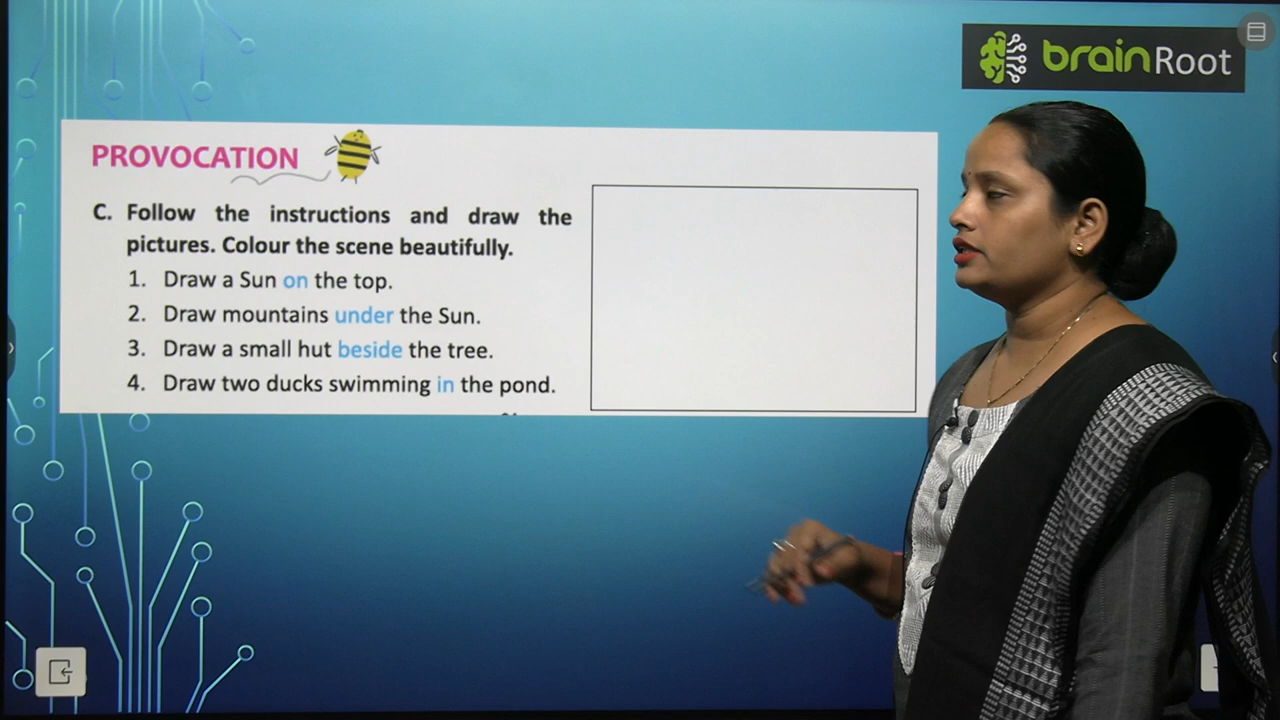 brainRoot
PROVOCATION
C. Follow the instructions and draw the
pictures. Colour the scene beautifully.
1. Draw a Sun on the top.
2. Draw mountains under the Sun.
3. Draw a small hut beside the tree.
4. Draw two ducks swimming in the pond.